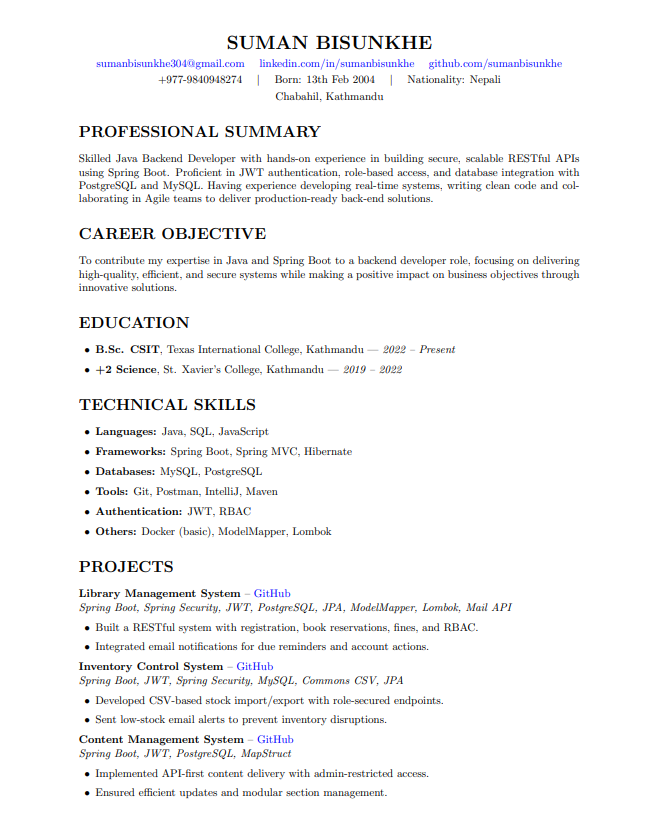 SUMAN BISUNKHE
sumanbisunkhe304@gmail.com linkedin.com/in/sumanbisunkhe github.com/sumanbisunkhe
+977-9840948274 | Born: 13th Feb 2004 | Nationality: Nepali
Chabahil, Kathmandu
PROFESSIONAL SUMMARY
Skilled Java Backend Developer with hands-on experience in building secure, scalable RESTful APIs
using Spring Boot. Proficient in JWT authentication, role-based access, and database integration with
PostgreSQL and MySQL. Having experience developing real-time systems, writing clean code and col-
laborating in Agile teams to deliver production-ready back-end solutions.
CAREER OBJECTIVE
To contribute my expertise in Java and Spring Boot to a backend developer role, focusing on delivering
high-quality, efficient, and secure systems while making a positive impact on business objectives through
innovative solutions.
EDUCATION
• B.Sc. CSIT, Texas International College, Kathmandu — 2022 – Present
• +2 Science, St. Xavier's College, Kathmandu — 2019 – 2022
TECHNICAL SKILLS
• Languages: Java, SQL, JavaScript
• Frameworks: Spring Boot, Spring MVC, Hibernate
• Databases: MySQL, PostgreSQL
• Tools: Git, Postman, IntelliJ, Maven
• Authentication: JWT, RBAC
• Others: Docker (basic), ModelMapper, Lombok
PROJECTS
Library Management System – GitHub
Spring Boot, Spring Security, JWT, PostgreSQL, JPA, ModelMapper, Lombok, Mail API
• Built a RESTful system with registration, book reservations, fines, and RBAC.
• Integrated email notifications for due reminders and account actions.
Inventory Control System – GitHub
Spring Boot, JWT, Spring Security, MySQL, Commons CSV, JPA
• Developed CSV-based stock import/export with role-secured endpoints.
• Sent low-stock email alerts to prevent inventory disruptions.
Content Management System – GitHub
Spring Boot, JWT, PostgreSQL, MapStruct
• Implemented API-first content delivery with admin-restricted access.
• Ensured efficient updates and modular section management.